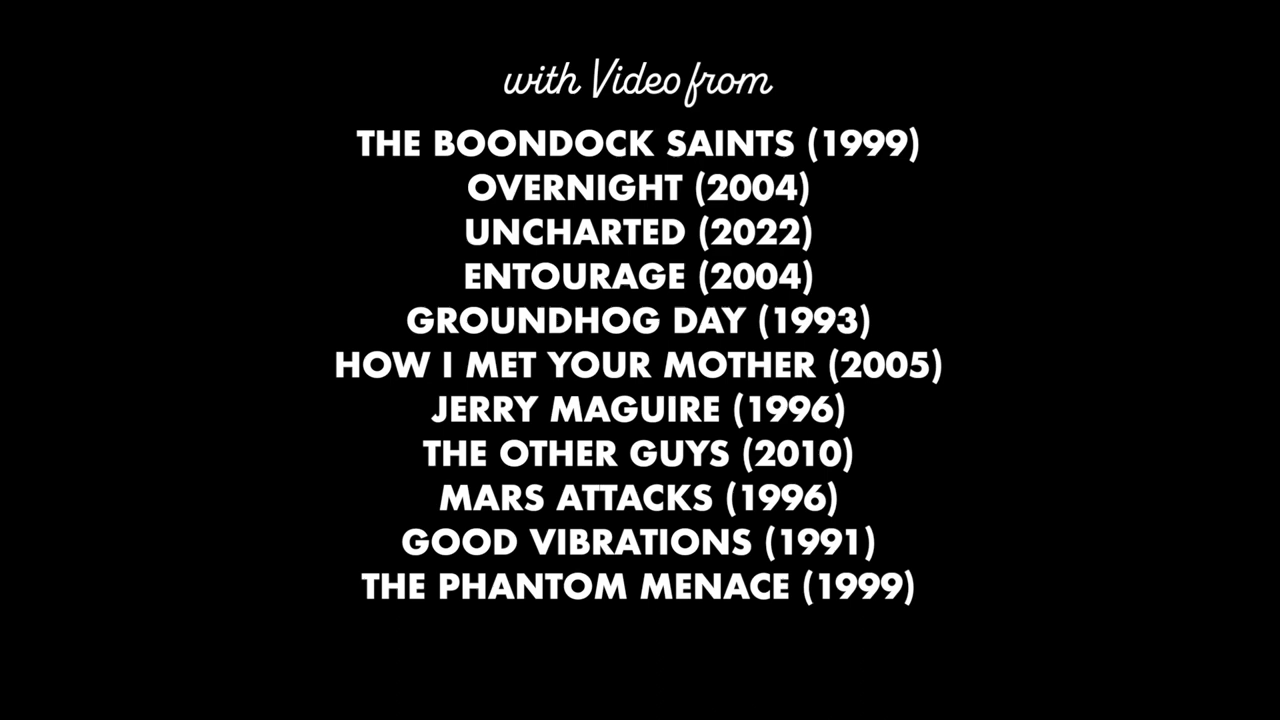 with Video from
THE BOONDOCK SAINTS (1999)
OVERNIGHT (2004)
UNCHARTED (2022)
ENTOURAGE (2004)
GROUNDHOG DAY (1993)
HOW I MET YOUR MOTHER (2005)
JERRY MAGUIRE (1996)
THE OTHER GUYS (2010)
MARS ATTACKS (1996)
GOOD VIBRATIONS (1991)
THE PHANTOM MENACE (1999)